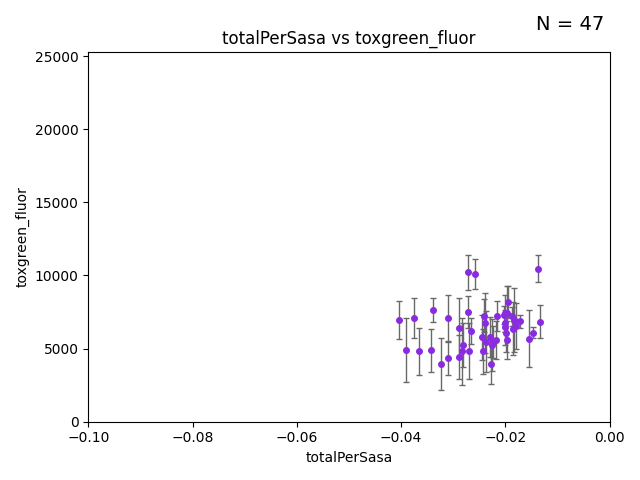 N = 47
totalPerSasa vs toxgreen_fluor
25000
20000
15000
10000
5000
0
toxgreen_fluor
−0.10 −0.08 −0.06 −0.04 −0.02 0.00
totalPerSasa